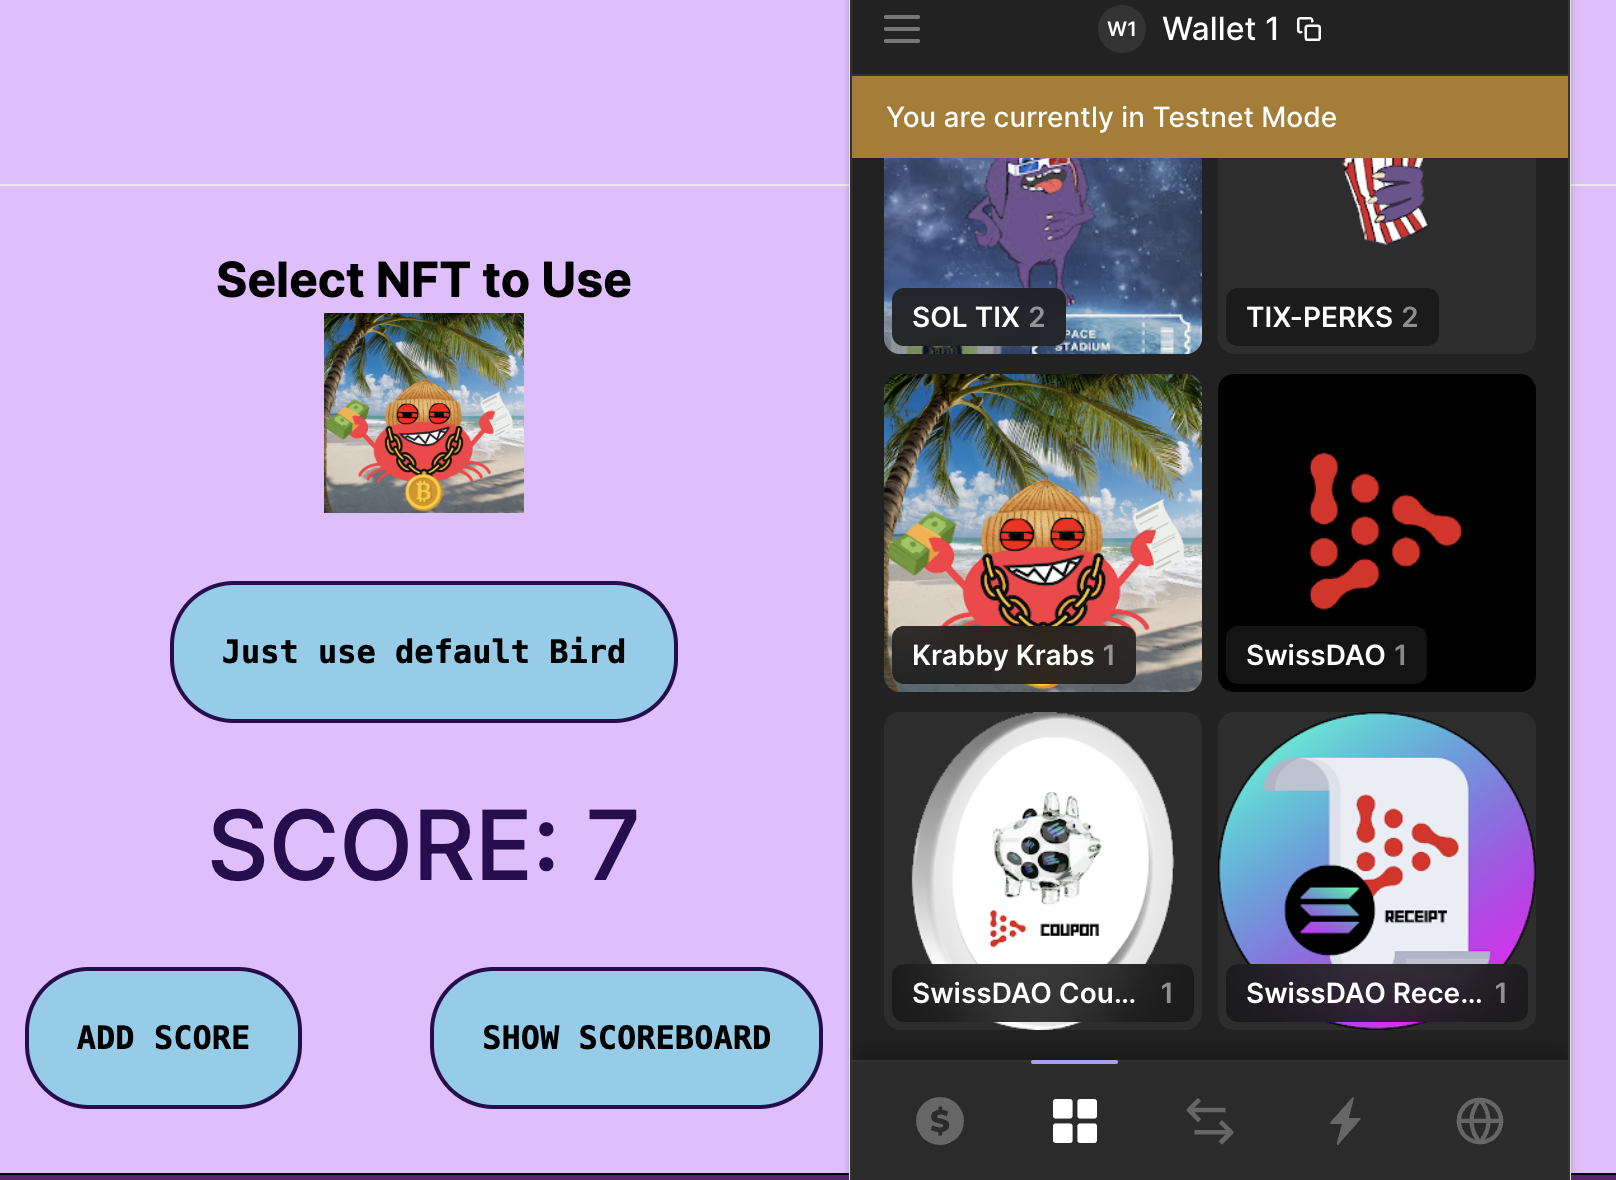 Select NFT to Use
Just use default Bird
SCORE: 7
ADD SCORE
SHOW SCOREBOARD
W1 Wallet 1
You are currently in Testnet Mode
SPACE
STADIUM
SOL TIX 2
TIX-PERKS 2
Krabby Krabs 1
SwissDAO 1
COUPON
SwissDAO Cou... 1
RECEIPT
SwissDAO Rece... 1